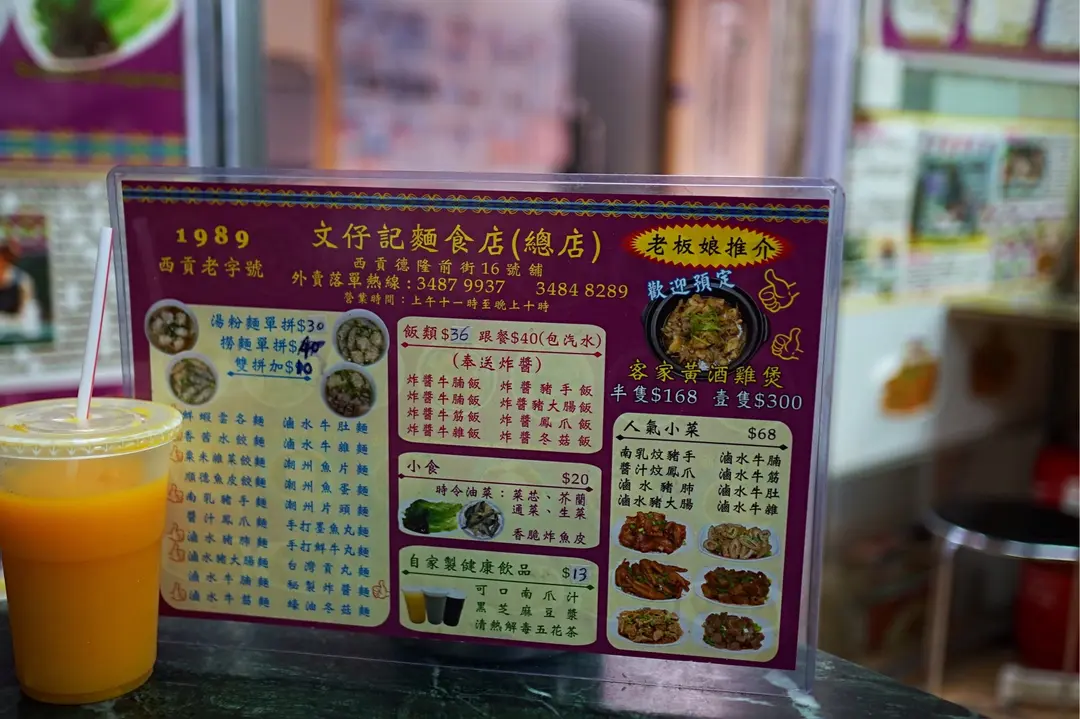 1989
西貢老字號
文仔記麵食店(總店)
西貢德隆前街16號舖
外賣落單熱線:3487 9937 3484 8289
營業時間:上午十一時至晚上十時
老板娘推介
歡迎預定
客家黃酒雞煲
半隻$168 壹隻$300
湯粉麵單拼$30
撈麵單拼$40
雙拼加$10
鮮蝦雲吞麵
香茜水餃麵
粟米雜菜餃麵
順德魚皮餃麵
南乳豬手麵
醬汁鳳爪麵
滷水豬肺麵
滷水豬大腸麵
滷水牛腩麵
滷水牛筋麵
滷水牛肚麵
滷水牛雜麵
潮州魚片麵
潮州魚蛋麵
潮州片頭麵
手打墨魚丸麵
手打鮮牛丸麵
台灣貢丸麵
秘製炸醬麵
蠔油冬菇麵
飯類$36 跟餐$40(包汽水)
(奉送炸醬)
炸醬牛腩飯 炸醬豬手飯
炸醬牛肚飯 炸醬豬大腸飯
炸醬牛筋飯 炸醬鳳爪飯
炸醬牛雜飯 炸醬冬菇飯
小食 $20
時令油菜:菜芯、芥蘭
通菜、生菜
香脆炸魚皮
自家製健康飲品 $13
可口南瓜汁
黑芝麻豆漿
清熱解毒五花茶
人氣小菜 $68
南乳炆豬手 滷水牛腩
醬汁炆鳳爪 滷水牛筋
滷水豬肺 滷水牛肚
滷水豬大腸 滷水牛雜